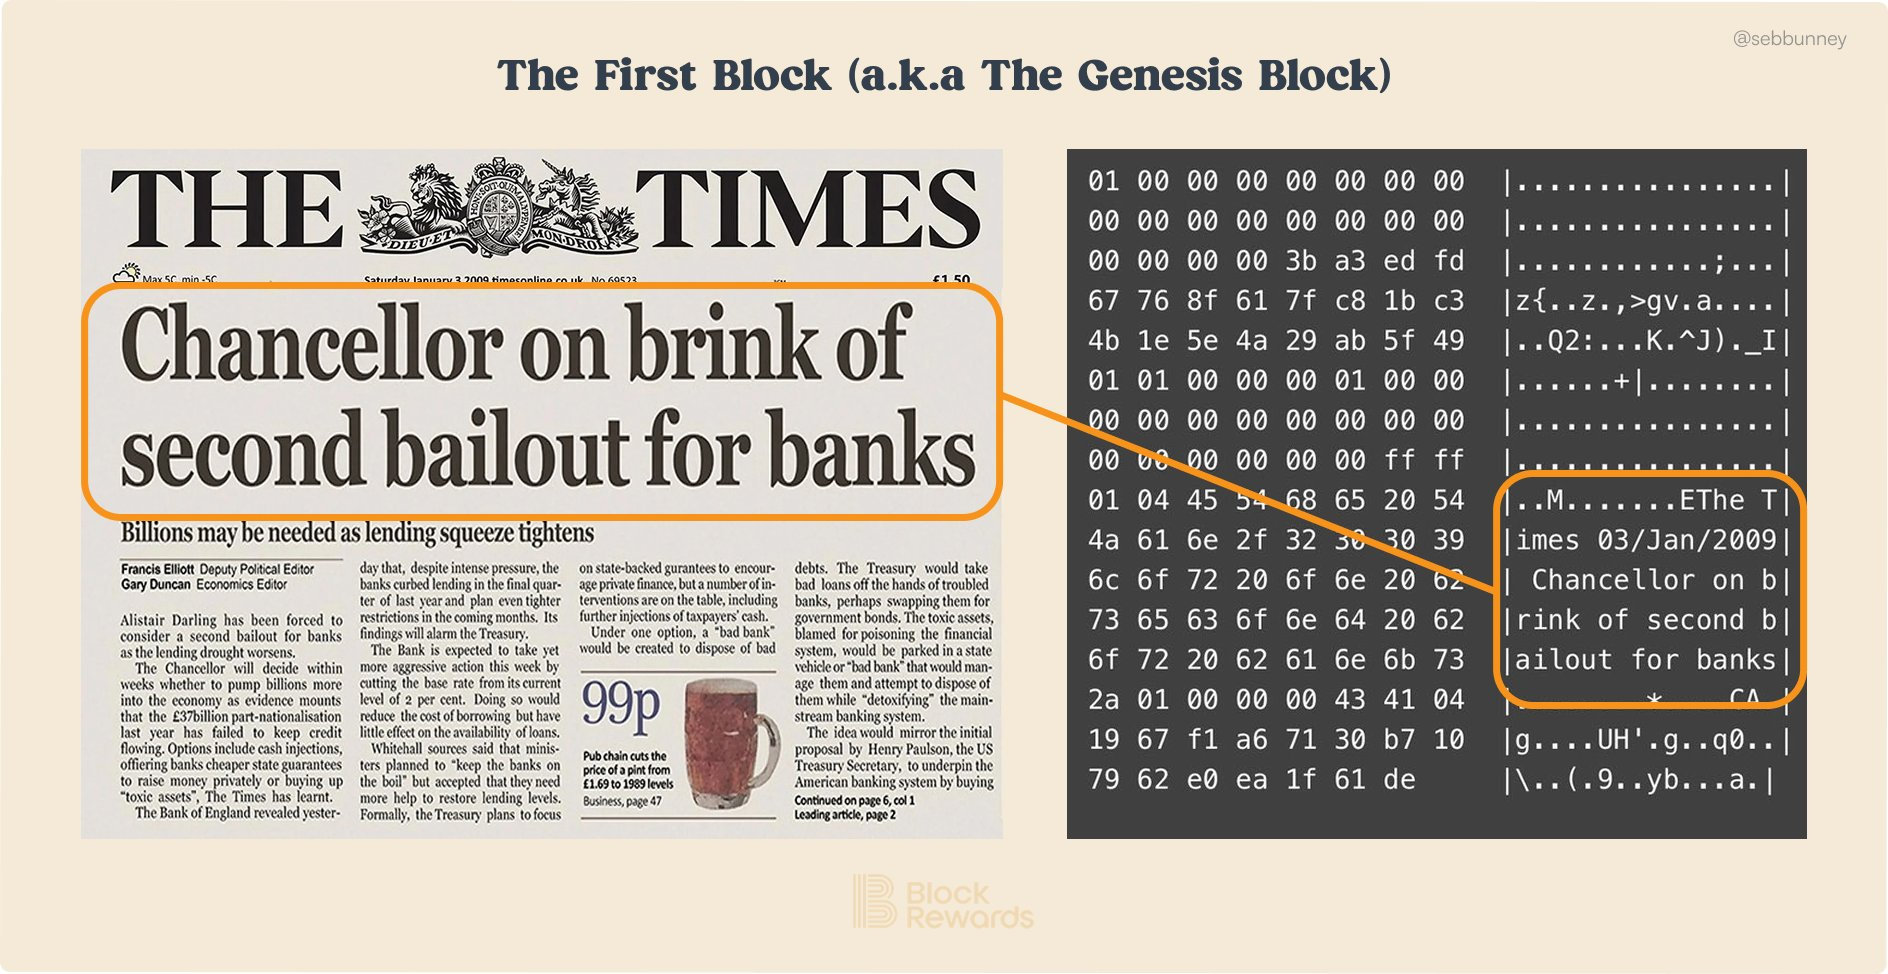 @sebbunney
The First Block (a.k.a The Genesis Block)
THE TIMES
DIEU·ET MON·DROIT
Max 5C, min -5C
Saturday January 3 2009 timesonline.co.uk No 69523
£1.50
Chancellor on brink of
second bailout for banks
Billions may be needed as lending squeeze tightens
Francis Elliott Deputy Political Editor
Gary Duncan Economics Editor
Alistair Darling has been forced to
consider a second bailout for banks
as the lending drought worsens.
The Chancellor will decide within
weeks whether to pump billions more
into the economy as evidence mounts
that the £37billion part-nationalisation
last year has failed to keep credit
flowing. Options include cash injections,
offiering banks cheaper state guarantees
to raise money privately or buying up
“toxic assets”, The Times has learnt.
The Bank of England revealed yester-
day that, despite intense pressure, the
banks curbed lending in the final quar-
ter of last year and plan even tighter
restrictions in the coming months. Its
findings will alarm the Treasury.
The Bank is expected to take yet
more aggressive action this week by
cutting the base rate from its current
level of 2 per cent. Doing so would
reduce the cost of borrowing but have
little effect on the availability of loans.
Whitehall sources said that minis-
ters planned to “keep the banks on
the boil” but accepted that they need
more help to restore lending levels.
Formally, the Treasury plans to focus
on state-backed gurantees to encour-
age private finance, but a number of in-
terventions are on the table, including
further injections of taxpayers’ cash.
Under one option, a “bad bank”
would be created to dispose of bad
debts. The Treasury would take
bad loans off the hands of troubled
banks, perhaps swapping them for
government bonds. The toxic assets,
blamed for poisoning the financial
system, would be parked in a state
vehicle or “bad bank” that would man-
age them and attempt to dispose of
them while “detoxifying” the main-
stream banking system.
The idea would mirror the initial
proposal by Henry Paulson, the US
Treasury Secretary, to underpin the
American banking system by buying
Continued on page 6, col 1
Leading article, page 2
99p
Pub chain cuts the
price of a pint from
£1.69 to 1989 levels
Business, page 47
01 00 00 00 00 00 00 00 |................|
00 00 00 00 00 00 00 00 |................|
00 00 00 00 3b a3 ed fd |............;...|
67 76 8f 61 7f c8 1b c3 |z{..z.,>gv.a....|
4b 1e 5e 4a 29 ab 5f 49 |..Q2:...K.^J)._I|
01 01 00 00 00 01 00 00 |......+|........|
00 00 00 00 00 00 00 00 |................|
00 00 00 00 00 00 ff ff |................|
01 04 45 54 68 65 20 54 |..M.......EThe T|
4a 61 6e 2f 32 30 30 39 |imes 03/Jan/2009|
6c 6f 72 20 6f 6e 20 62 | Chancellor on b|
73 65 63 6f 6e 64 20 62 |rink of second b|
6f 72 20 62 61 6e 6b 73 |ailout for banks|
2a 01 00 00 00 43 41 04 |........*....CA.|
19 67 f1 a6 71 30 b7 10 |g....UH'.g..q0..|
79 62 e0 ea 1f 61 de |\..(.9..yb...a.|
Block
Rewards